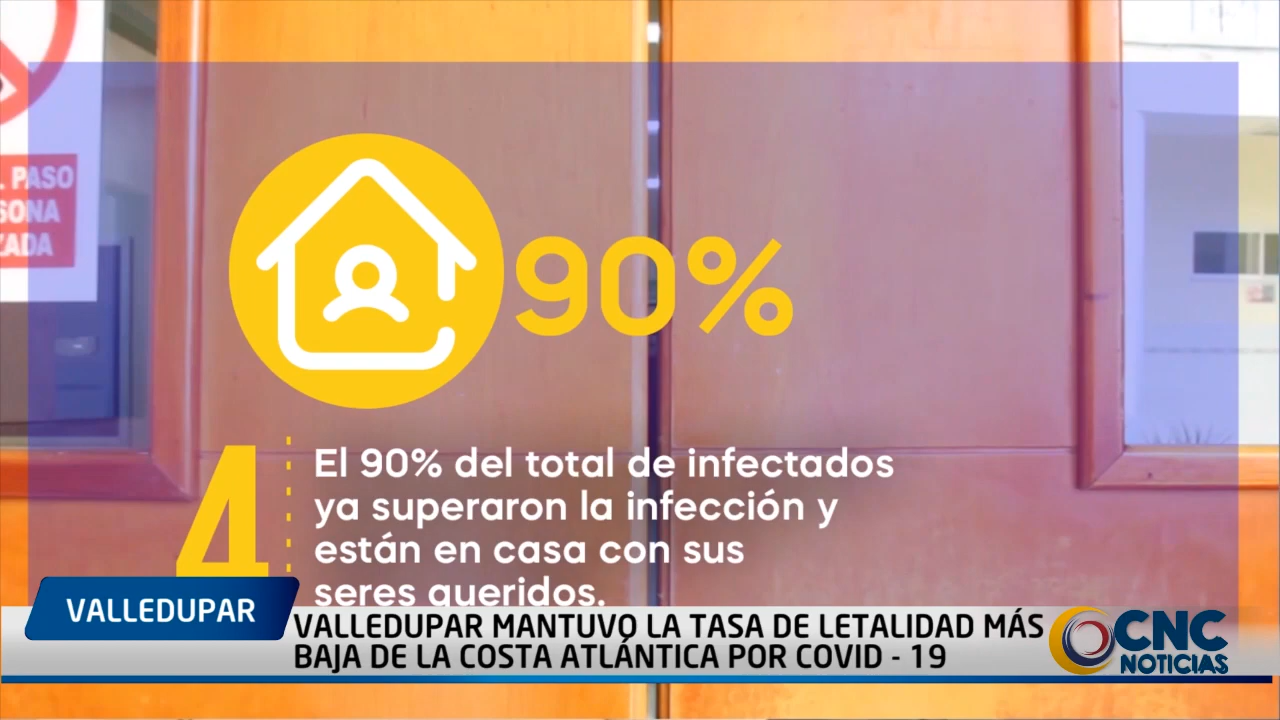 L PASO
SONA
ZADA
90%
4
El 90% del total de infectados
ya superaron la infección y
están en casa con sus
seres queridos.
VALLEDUPAR
VALLEDUPAR MANTUVO LA TASA DE LETALIDAD MÁS
BAJA DE LA COSTA ATLÁNTICA POR COVID - 19
CNC
NOTICIAS